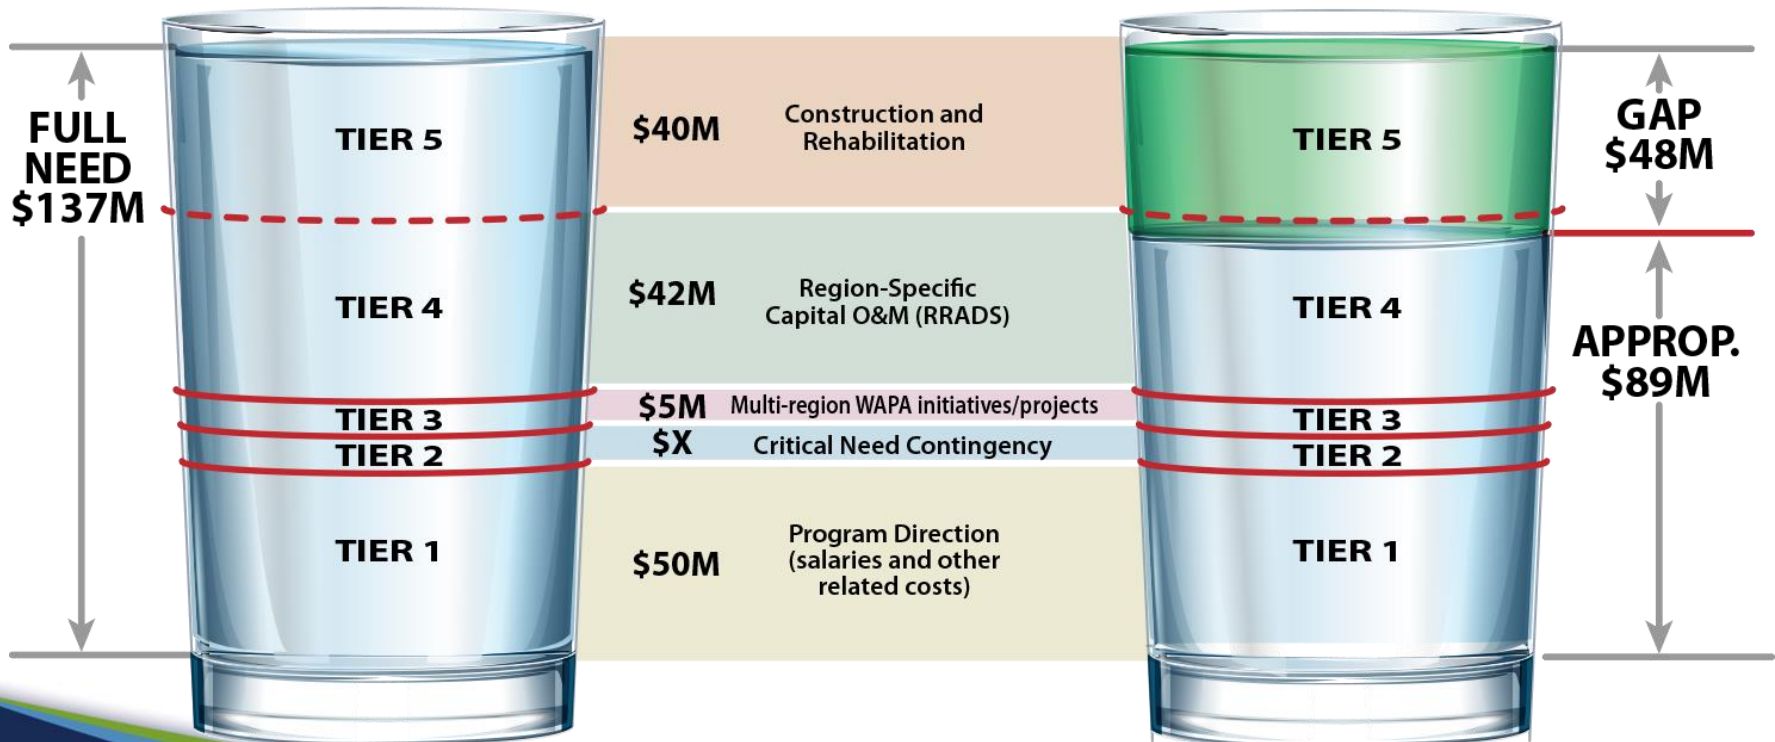 FULL
NEED
$137M
TIER 5
TIER 4
TIER 3
TIER 2
TIER 1
$40M
Construction and
Rehabilitation
$42M
Region-Specific
Capital O&M (RRADS)
$5M
Multi-region WAPA initiatives/projects
$X
Critical Need Contingency
$50M
Program Direction
(salaries and other
related costs)
TIER 5
TIER 4
TIER 3
TIER 2
TIER 1
GAP
$48M
APPROP.
$89M